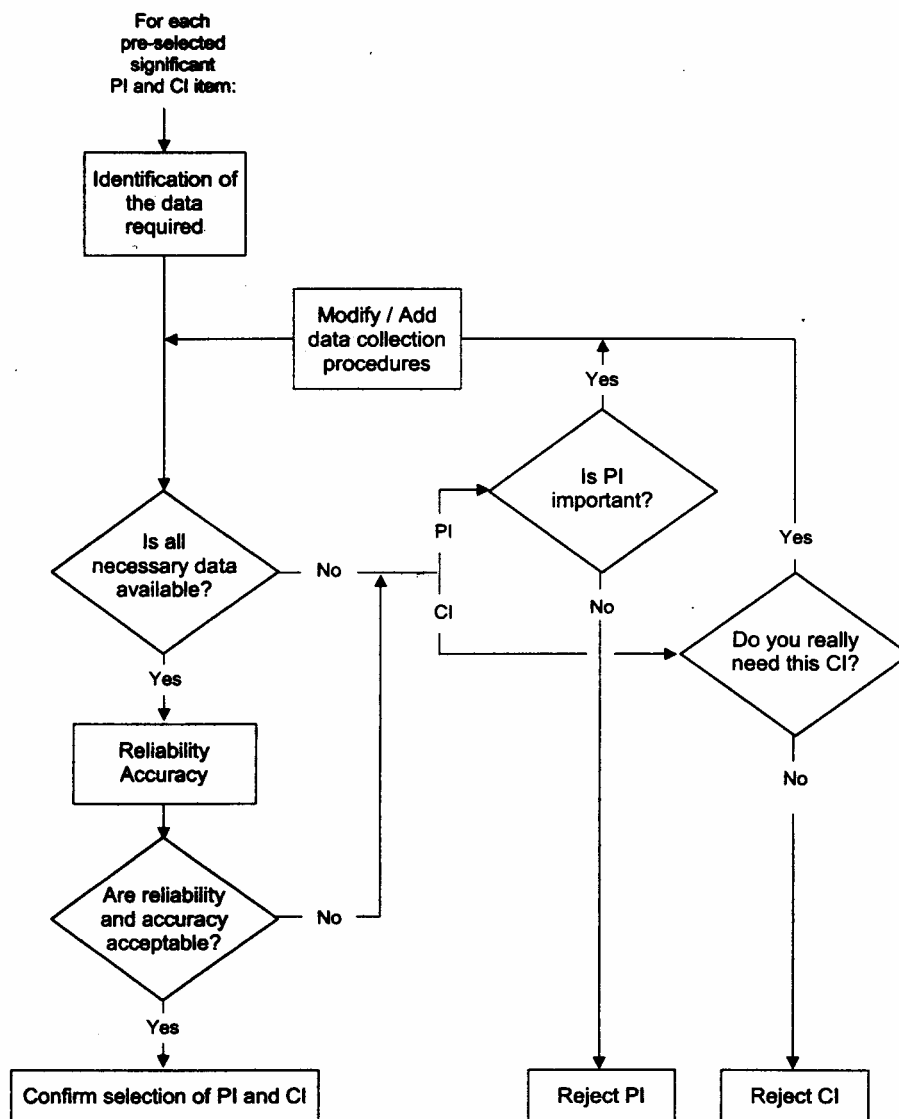 For each
pre-selected
significant
PI and CI item:
Identification of
the data
required
Modify / Add
data collection
procedures
Yes
Is PI
important?
PI
Is all
necessary data
available?
No
Yes
CI
No
Do you really
need this CI?
Yes
Reliability
Accuracy
No
Are reliability
and accuracy
acceptable?
No
Yes
Confirm selection of PI and CI
Reject PI
Reject CI